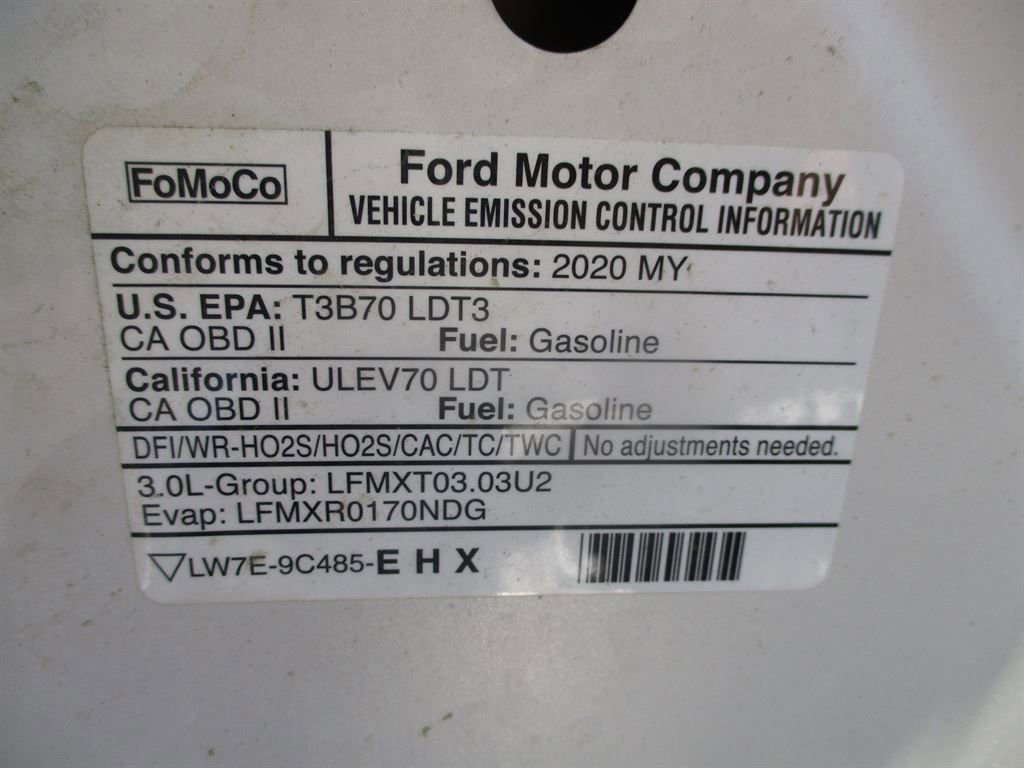 FoMoCo
Ford Motor Company
VEHICLE EMISSION CONTROL INFORMATION
Conforms to regulations: 2020 MY
U.S. EPA: T3B70 LDT3
CA OBD II Fuel: Gasoline
California: ULEV70 LDT
CA OBD II Fuel: Gasoline
DFI/WR-HO2S/HO2S/CAC/TC/TWC No adjustments needed.
3.0L-Group: LFMXT03.03U2
Evap: LFMXR0170NDG
▽LW7E-9C485-E H X